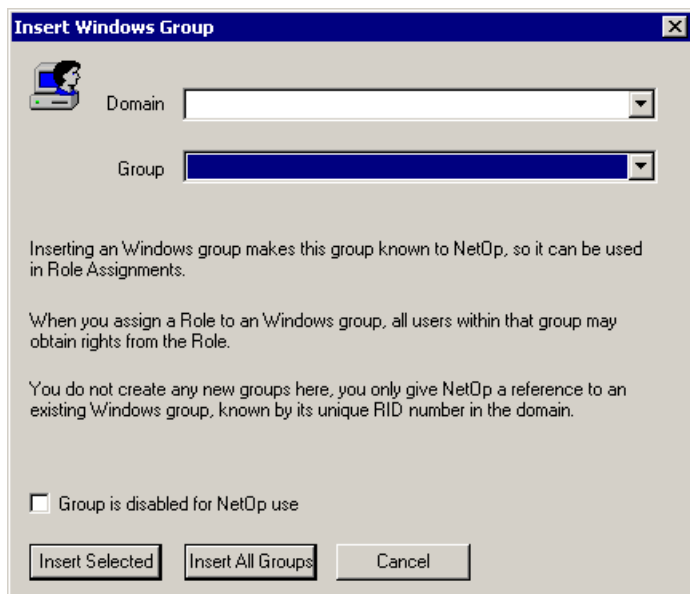 Insert Windows Group
Domain
Group
Inserting an Windows group makes this group known to NetOp, so it can be used
in Role Assignments.
When you assign a Role to an Windows group, all users within that group may
obtain rights from the Role.
You do not create any new groups here, you only give NetOp a reference to an
existing Windows group, known by its unique RID number in the domain.
Group is disabled for NetOp use
Insert Selected
Insert All Groups
Cancel